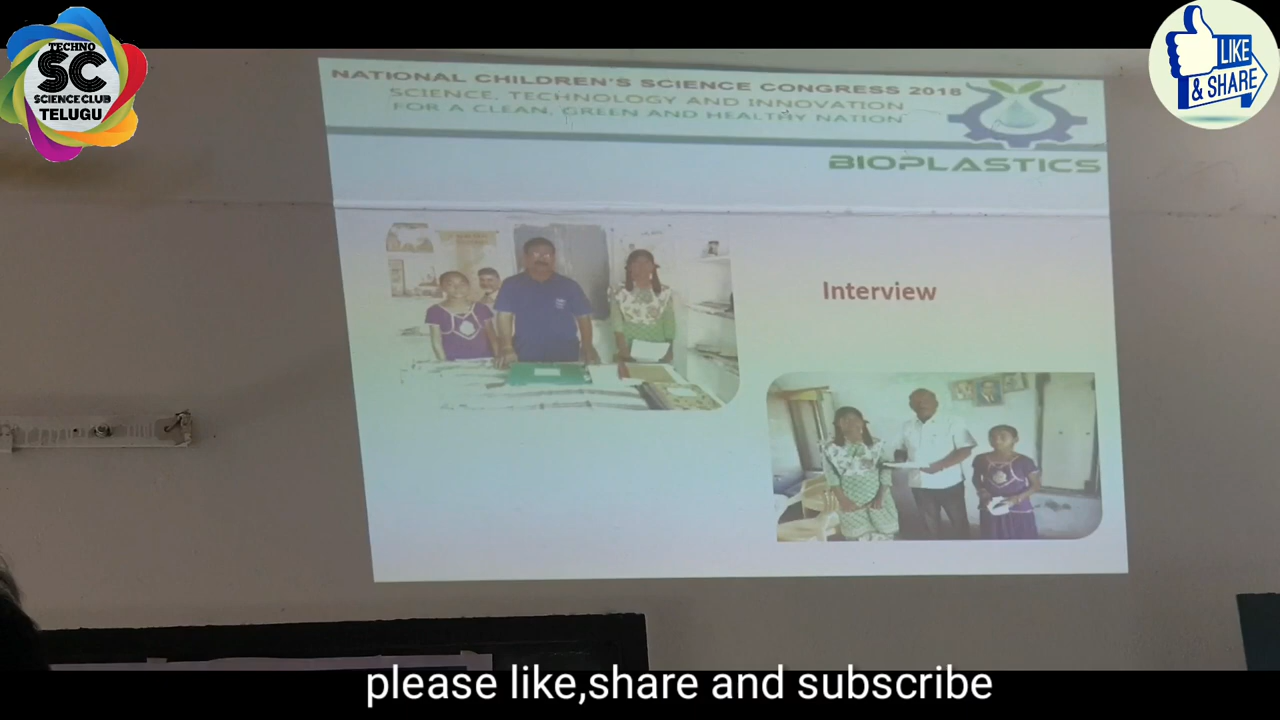 TECHNO
SC
SCIENCE CLUB
TELUGU
LIKE
& SHARE
NATIONAL CHILDREN'S SCIENCE CONGRESS 2018
SCIENCE, TECHNOLOGY AND INNOVATION
FOR A CLEAN, GREEN AND HEALTHY NATION
BIOPLASTICS
Interview
please like,share and subscribe